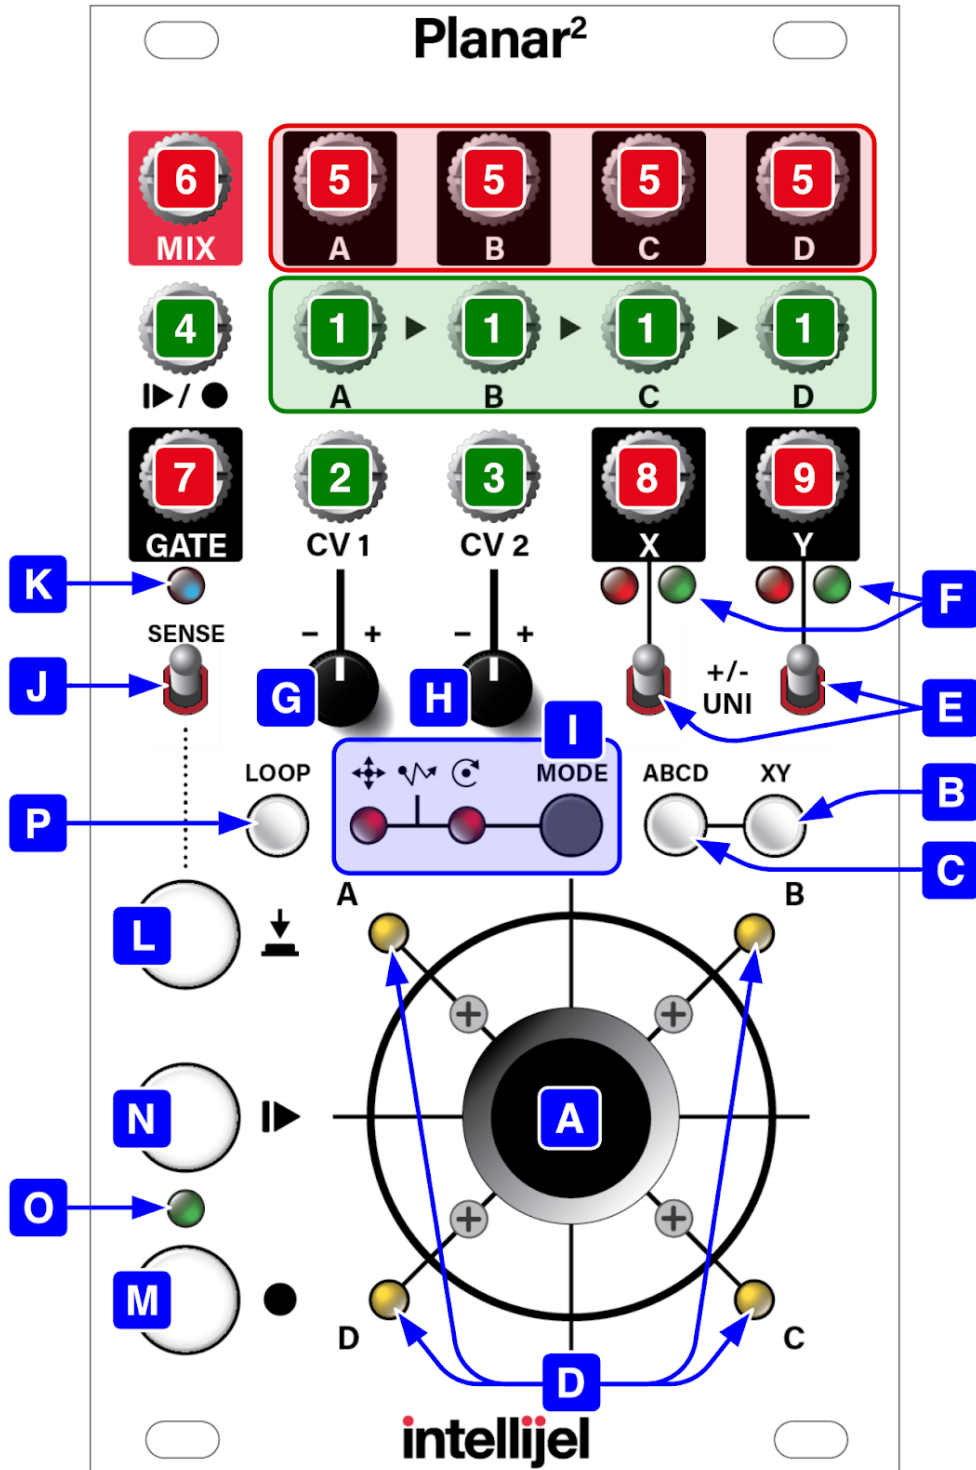 Planar²
6 5 5 5 5
MIX A B C D
4 1 1 1 1
/ A B C D
7 2 3 8 9
GATE CV 1 CV 2 X Y
K F
SENSE - + - +
J G H +/- E
UNI
I
LOOP MODE ABCD XY
P B
C
A B
L
A
N
O
M
D C
D
intellijel